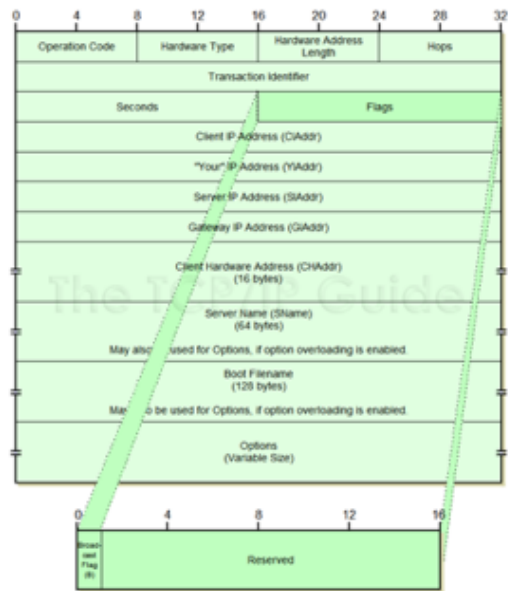 0 4 8 12 16 20 24 28 32
Operation Code Hardware Type Hardware Address Length Hops
Transaction Identifier
Seconds Flags
Client IP Address (CIAddr)
"Your" IP Address (YIAddr)
Server IP Address (SIAddr)
Gateway IP Address (GIAddr)
Client Hardware Address (CHAddr)
(16 bytes)
The TCP/IP Guide
Server Name (SName)
(64 bytes)
May also used for Options, if option overloading is enabled.
Boot Filename
(128 bytes)
be used for Options, if option overloading is enabled.
Options
(Variable Size)
0 4 8 12 16
Broad-
cast
Flag
(B)
Reserved